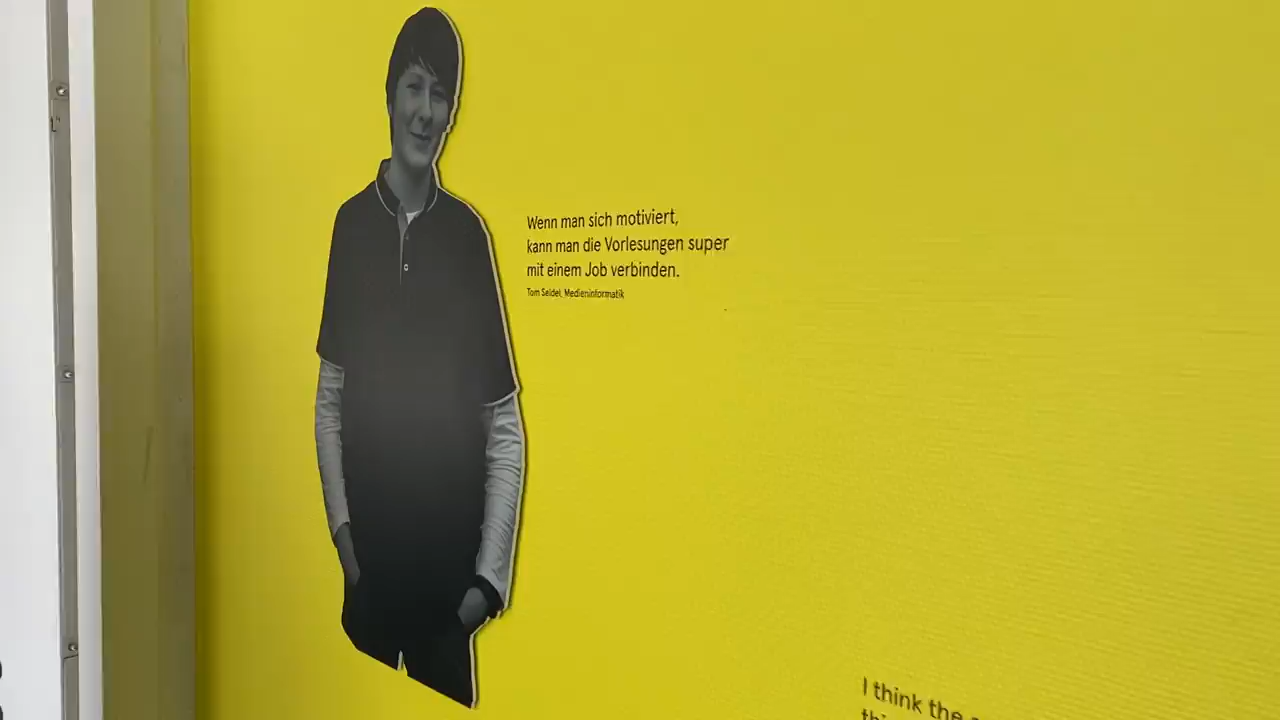 Wenn man sich motiviert,
kann man die Vorlesungen super
mit einem Job verbinden.
Tom Seidel, Medieninformatik
I think the